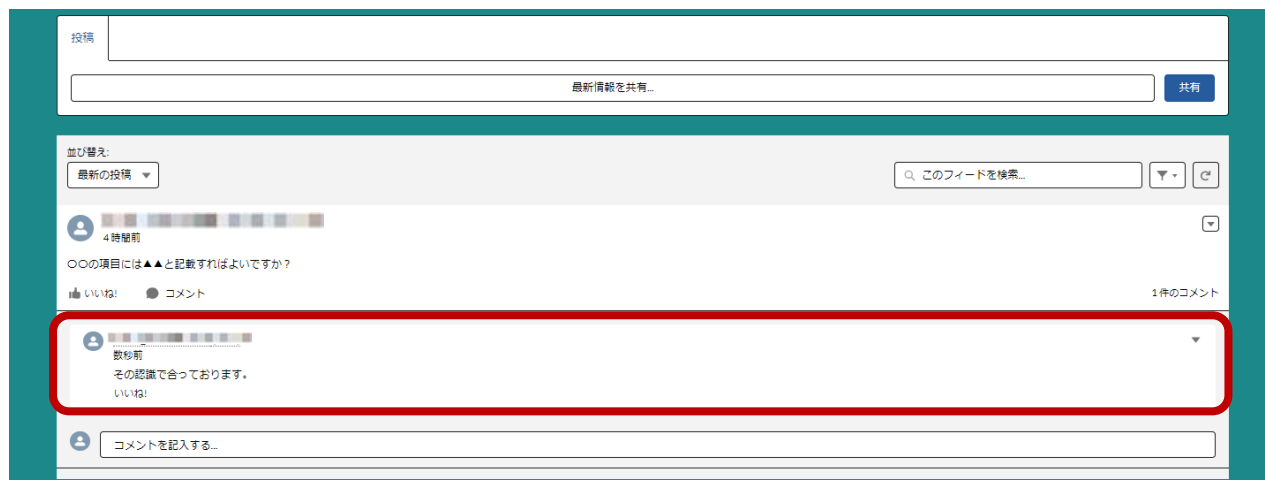 投稿
最新情報を共有...
共有
並び替え:
最新の投稿
このフィードを検索...
4 時間前
〇〇の項目には▲▲と記載すればよいですか？
いいね!
コメント
1 件のコメント
数秒前
その認識で合っております。
いいね!
コメントを記入する...